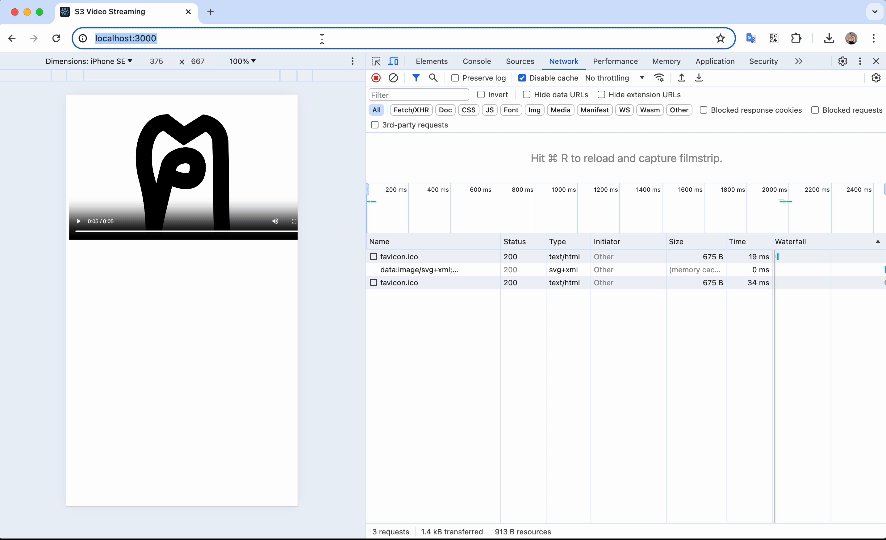 S3 Video Streaming
localhost:3000
Dimensions: iPhone SE 375 x 667 100%
Elements Console Sources Network Performance Memory Application Security
Preserve log Disable cache No throttling
Filter Invert Hide data URLs Hide extension URLs
All Fetch/XHR Doc CSS JS Font Img Media Manifest WS Wasm Other Blocked response cookies Blocked requests
3rd-party requests
Hit ⌘ R to reload and capture filmstrip.
200 ms 400 ms 600 ms 800 ms 1000 ms 1200 ms 1400 ms 1600 ms 1800 ms 2000 ms 2200 ms 2400 ms
Name Status Type Initiator Size Time Waterfall
favicon.ico 200 text/html Other 675 B 19 ms
data:image/svg+xml;... 200 svg+xml Other (memory cac... 0 ms
favicon.ico 200 text/html Other 675 B 34 ms
ฅ
0:05 / 0:05
3 requests 1.4 kB transferred 913 B resources